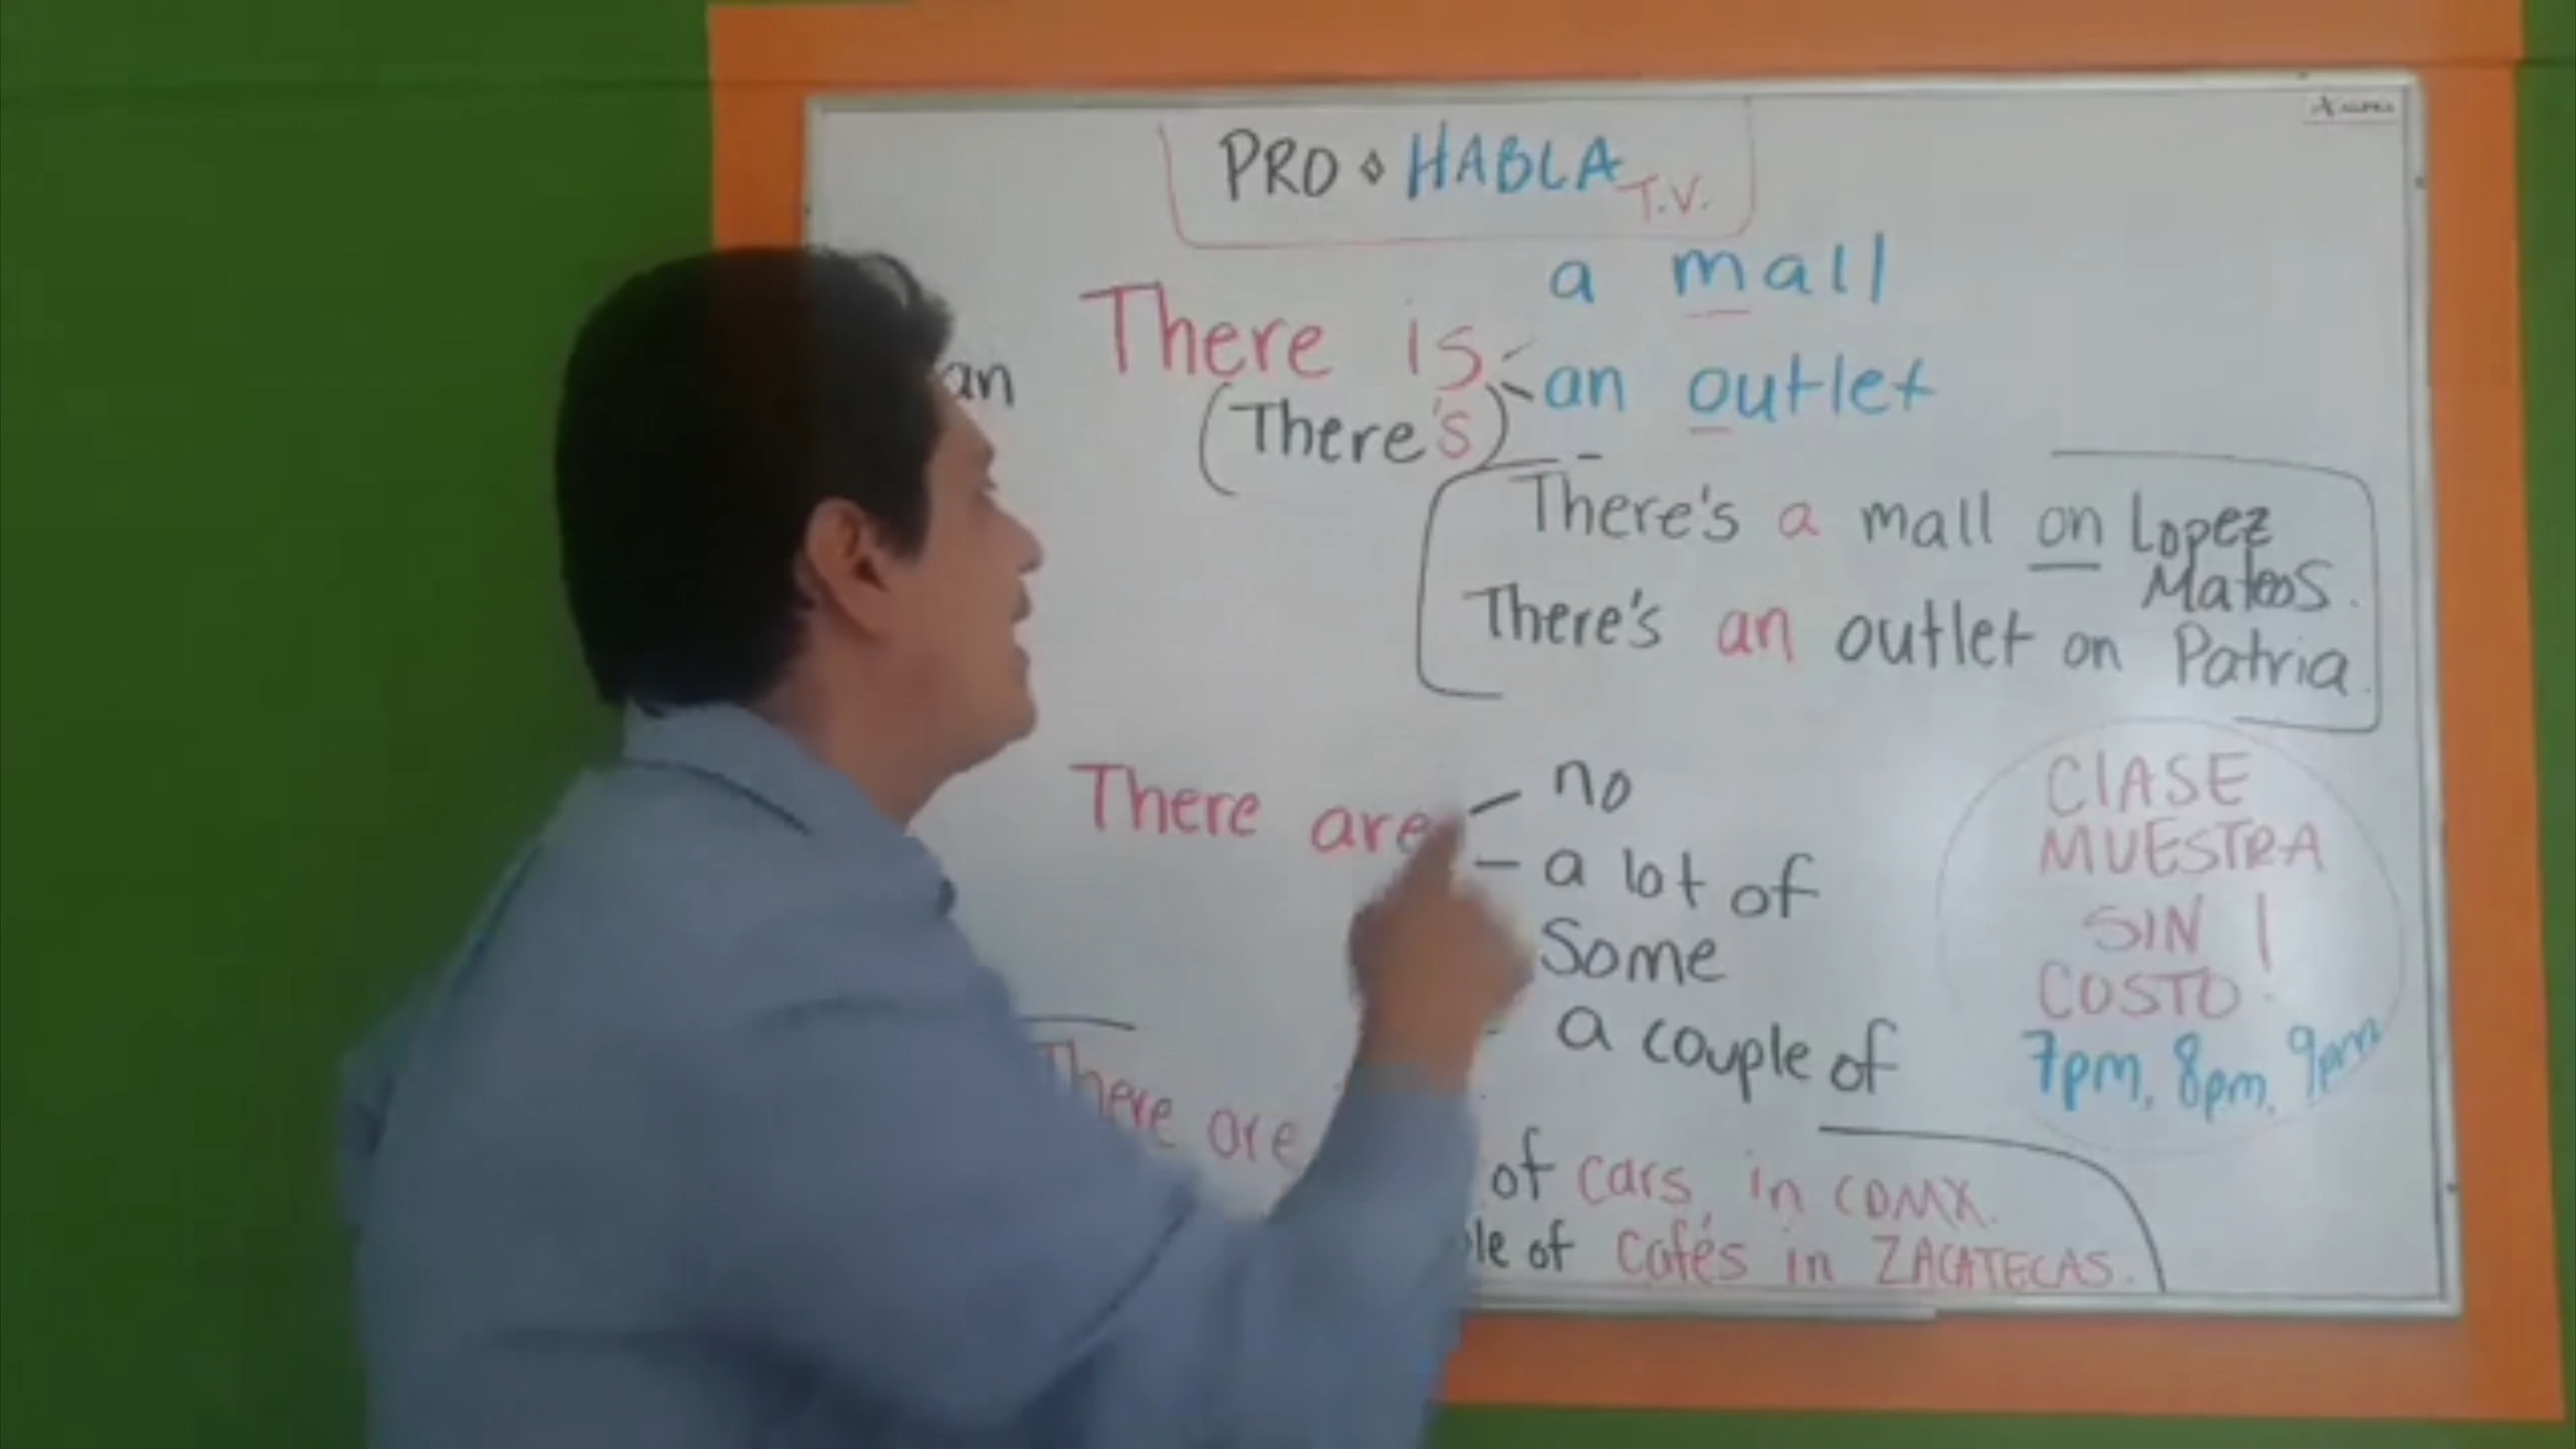 PRO ◊ HABLA T.V.
a mall
There is
an outlet
an
(There's)
There's a mall on Lopez
Mateos.
There's an outlet on Patria.
There are
no
a lot of
Some
a couple of
CLASE
MUESTRA
SIN
COSTO!
7pm, 8pm, 9pm
There are of cars in CDMX.
of Cafés in ZACATECAS.